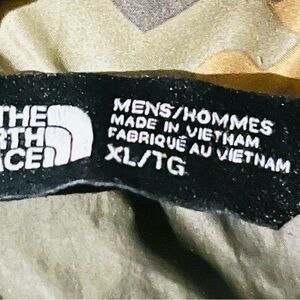 THE
RTH
ACE
MENS/HOMMES
MADE IN VIETNAM
FABRIQUÉ AU VIETNAM
XL/TG